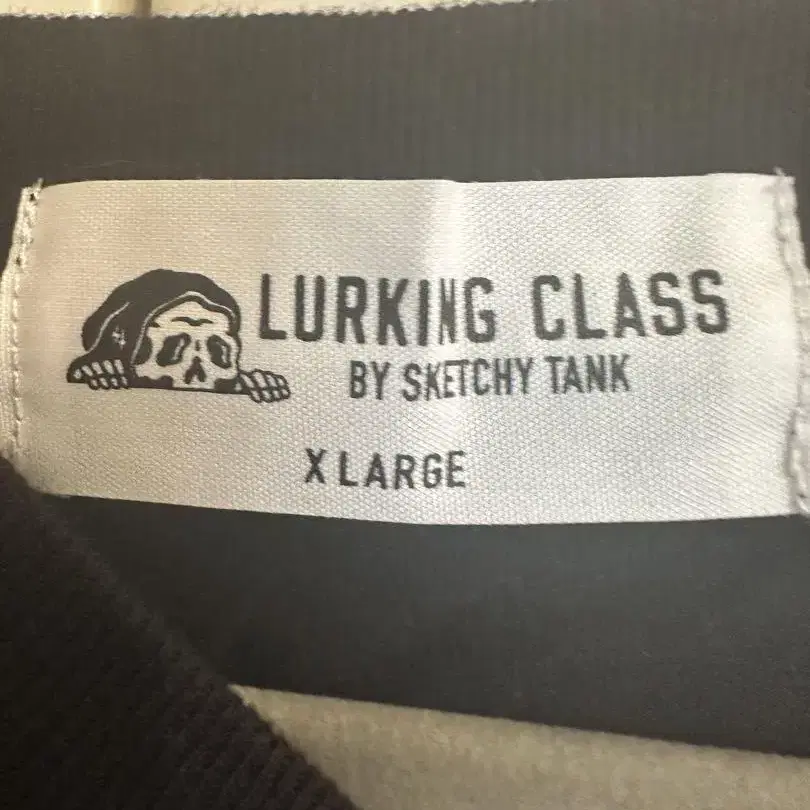 LURKING CLASS
BY SKETCHY TANK
X LARGE